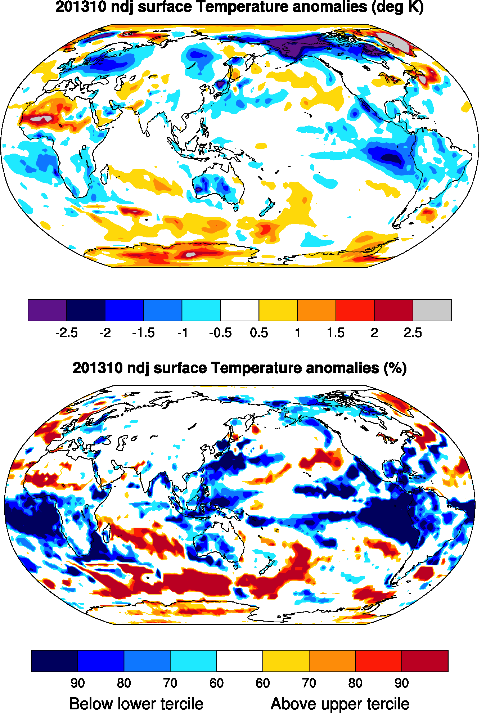 201310 ndj surface Temperature anomalies (deg K)
-2.5 -2 -1.5 -1 -0.5 0.5 1 1.5 2 2.5
201310 ndj surface Temperature anomalies (%)
90 80 70 60 60 70 80 90
Below lower tercile Above upper tercile